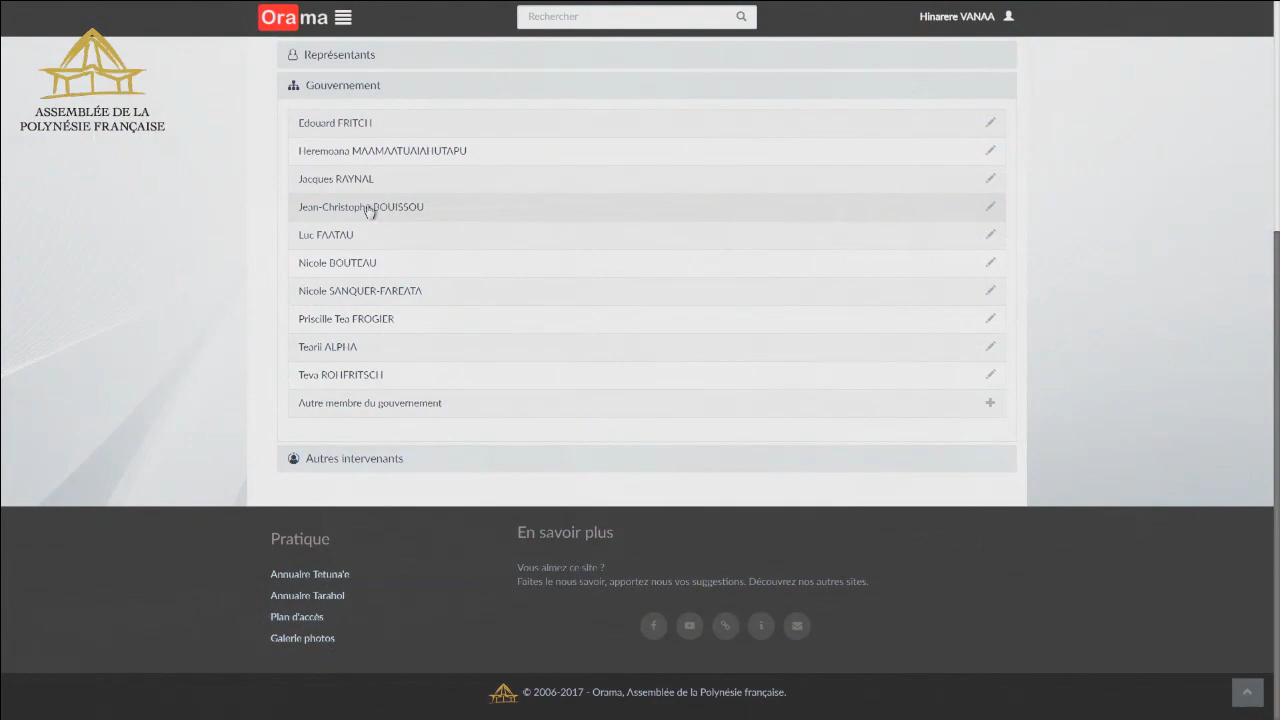 Orama
Rechercher
Hinarere VANAA
ASSEMBLÉE DE LA
POLYNÉSIE FRANÇAISE
Représentants
Gouvernement
Edouard FRITCH
Heremoana MAAMAATUAIAHUTAPU
Jacques RAYNAL
Jean-Christophe BOUISSOU
Luc FAATAU
Nicole BOUTEAU
Nicole SANQUER-FAREATA
Priscille Tea FROGIER
Tearii ALPHA
Teva ROHFRITSCH
Autre membre du gouvernement
Autres intervenants
Pratique
Annuaire Tetuna'e
Annuaire Tarahoi
Plan d'accès
Galerie photos
En savoir plus
Vous aimez ce site ?
Faites le nous savoir, apportez nous vos suggestions. Découvrez nos autres sites.
© 2006-2017 - Orama, Assemblée de la Polynésie française.